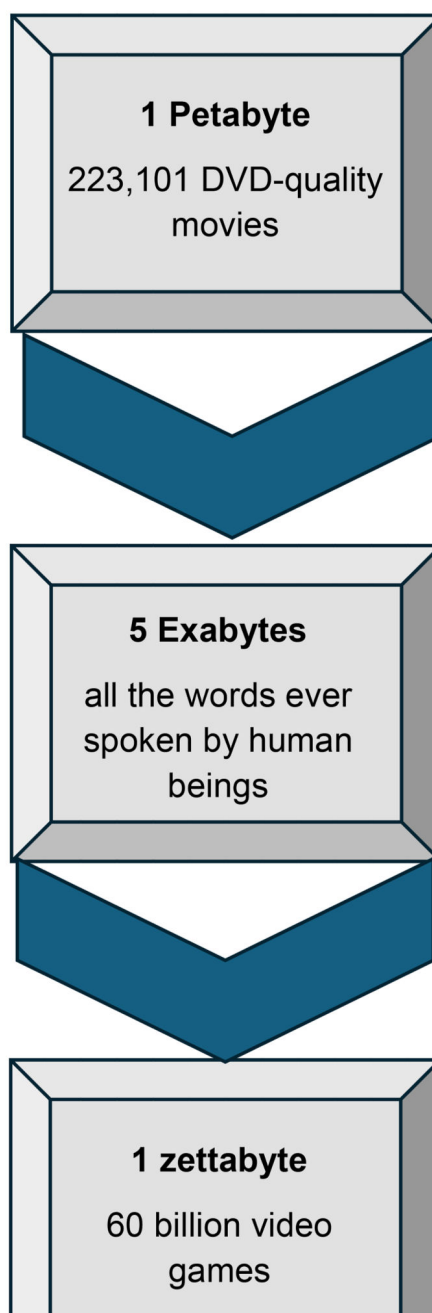 1 Petabyte
223,101 DVD-quality
movies
5 Exabytes
all the words ever
spoken by human
beings
1 zettabyte
60 billion video
games